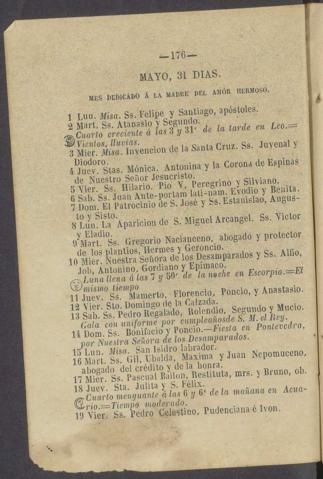 —176—
MAYO, 31 DIAS.
MES DEDICADO Á LA MADRE DEL AMÓR HERMOSO.
1 Lun. Misa. Ss. Felipe y Santiago, apóstoles.
2 Mart. Ss. Atanasio y Segundo.
Cuarto creciente á las 3 y 31' de la tarde en Leo.=
Vientos, lluvias.
3 Mier. Misa. Invencion de la Santa Cruz. Ss. Juvenal y
Diodoro.
4 Juev. Stas. Mónica, Antonina y la Corona de Espinas
de Nuestro Señor Jesucristo.
5 Vier. Ss. Hilario, Pio V, Peregrino y Silviano.
6 Sab. Ss. Juan Ante-portam lati-nam. Evodio y Benita.
7 Dom. El Patrocinio de S. José y Ss. Estanislao, Augus-
to y Sisto.
8 Lun. La Aparicion de S. Miguel Arcangel. Ss. Victor
y Eladio.
9 Mart. Ss. Gregorio Nacianceno, abogado y protector
de los plantios, Hermes y Geroncio.
10 Mier. Nuestra Señora de los Desamparados y Ss. Alfio,
Job, Antonino, Gordiano y Epimaco.
Luna llena á las 7 y 50' de la noche en Escorpio.=El
mismo tiempo
11 Juev. Ss. Mamerto, Florencio, Poncio, y Anastasio.
12 Vier. Sto. Domingo de la Calzada.
13 Sab. Ss. Pedro Regalado, Rolendio, Segundo y Mucio.
Gala con uniforme por cumpleañosde S. M. el Rey.
14 Dom. Ss. Bonifacio y Poncio.—Fiesta en Pontevedra,
por Nuestra Señora de los Desamparados.
15 Lun. Misa. San Isidro labrador.
16 Mart. Ss. Gil, Ubalda, Maxima y Juan Nepomuceno,
abogado del crédito y de la honra.
17 Mier. Ss. Pascual Bailon, Restituta, mrs. y Bruno, ob.
18 Juev. Sta. Julita y S. Félix.
Cuarto menguante á las 6 y 6' de la mañana en Acua-
rio.=Tiempo moderado.
19 Vier. Ss. Pedro Celestino, Pudenciana é Ivon.